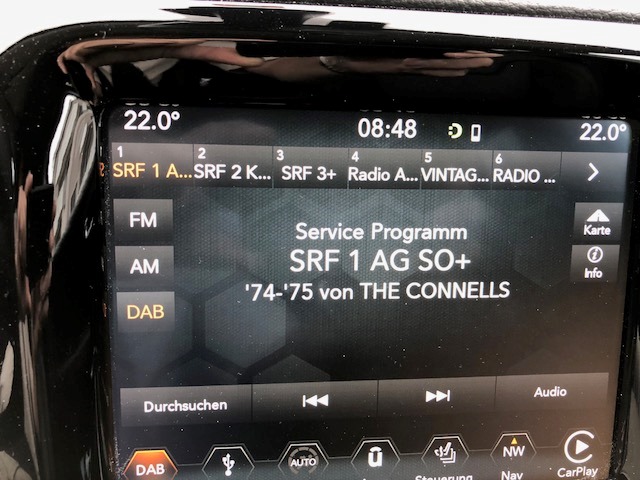 22.0° 08:48 22.0°
1 2 3 4 5 6
SRF 1 A... SRF 2 K... SRF 3+ Radio A... VINTAG... RADIO ...
FM
Service Programm
Karte
SRF 1 AG SO+
AM
Info
'74-'75 von THE CONNELLS
DAB
Durchsuchen Audio
DAB AUTO Steuerung NW Nav CarPlay